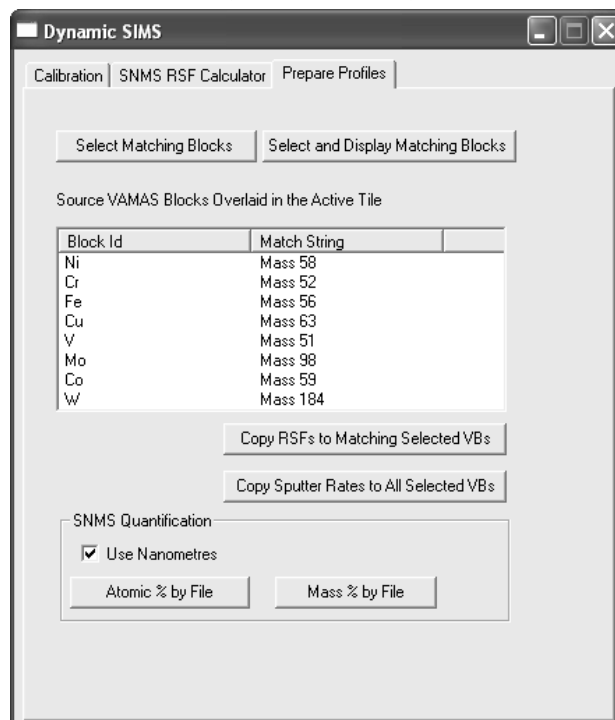 Dynamic SIMS
Calibration SNMS RSF Calculator Prepare Profiles
Select Matching Blocks Select and Display Matching Blocks
Source VAMAS Blocks Overlaid in the Active Tile
Block Id Match String
Ni Mass 58
Cr Mass 52
Fe Mass 56
Cu Mass 63
V Mass 51
Mo Mass 98
Co Mass 59
W Mass 184
Copy RSFs to Matching Selected VBs
Copy Sputter Rates to All Selected VBs
SNMS Quantification
Use Nanometres
Atomic % by File Mass % by File